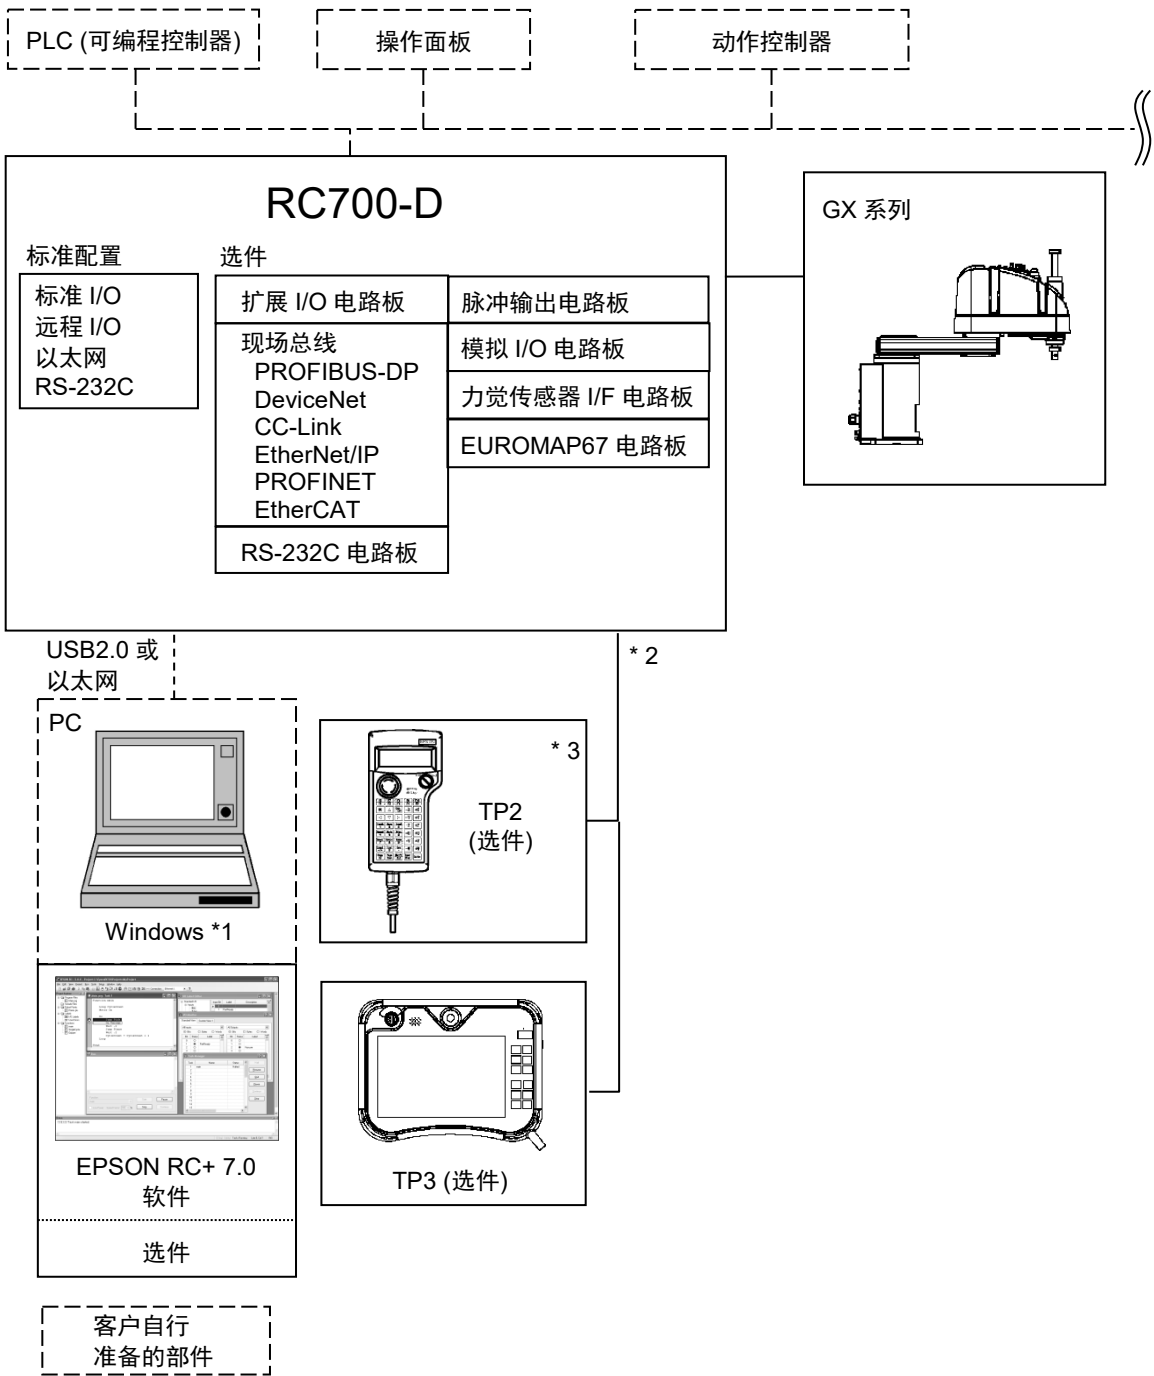 PLC (可编程控制器)
操作面板
动作控制器
RC700-D
标准配置
标准 I/O
远程 I/O
以太网
RS-232C
选件
扩展 I/O 电路板
现场总线
PROFIBUS-DP
DeviceNet
CC-Link
EtherNet/IP
PROFINET
EtherCAT
RS-232C 电路板
脉冲输出电路板
模拟 I/O 电路板
力觉传感器 I/F 电路板
EUROMAP67 电路板
GX 系列
USB2.0 或
以太网
* 2
PC
Windows *1
* 3
TP2
(选件)
EPSON RC+ 7.0
软件
选件
TP3 (选件)
客户自行
准备的部件